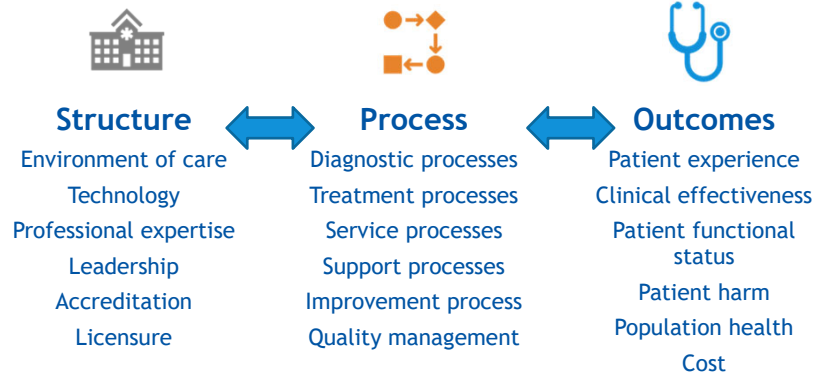 Structure
Environment of care
Technology
Professional expertise
Leadership
Accreditation
Licensure
Process
Diagnostic processes
Treatment processes
Service processes
Support processes
Improvement process
Quality management
Outcomes
Patient experience
Clinical effectiveness
Patient functional
status
Patient harm
Population health
Cost